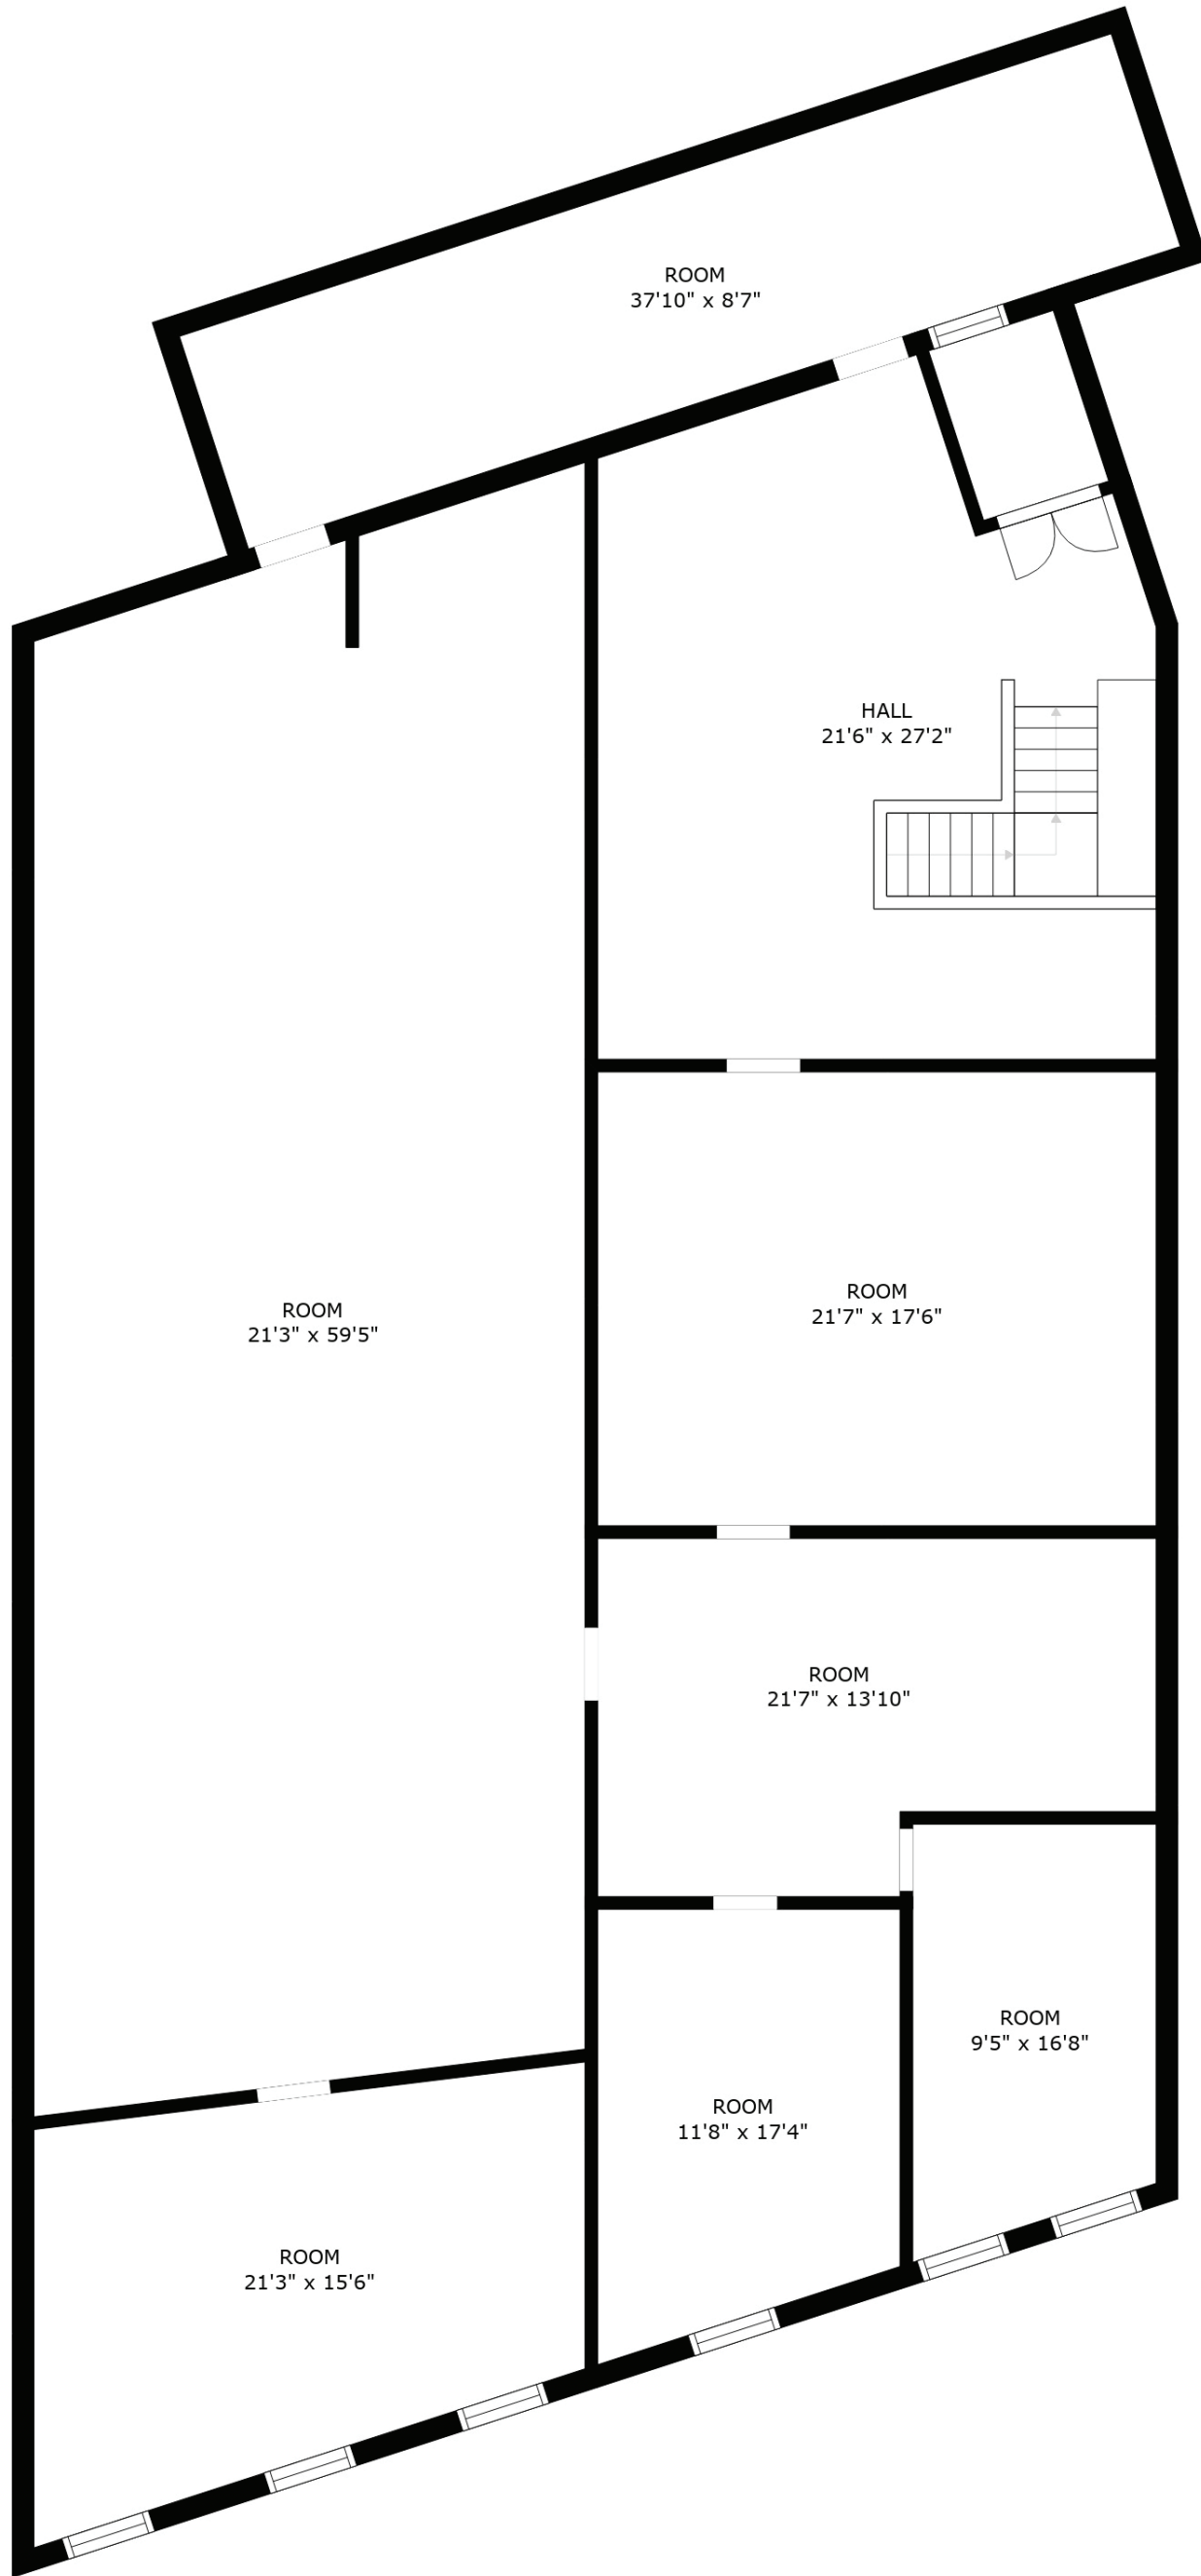 ROOM
37'10" x 8'7"
HALL
21'6" x 27'2"
ROOM
21'7" x 17'6"
ROOM
21'3" x 59'5"
ROOM
21'7" x 13'10"
ROOM
9'5" x 16'8"
ROOM
11'8" x 17'4"
ROOM
21'3" x 15'6"